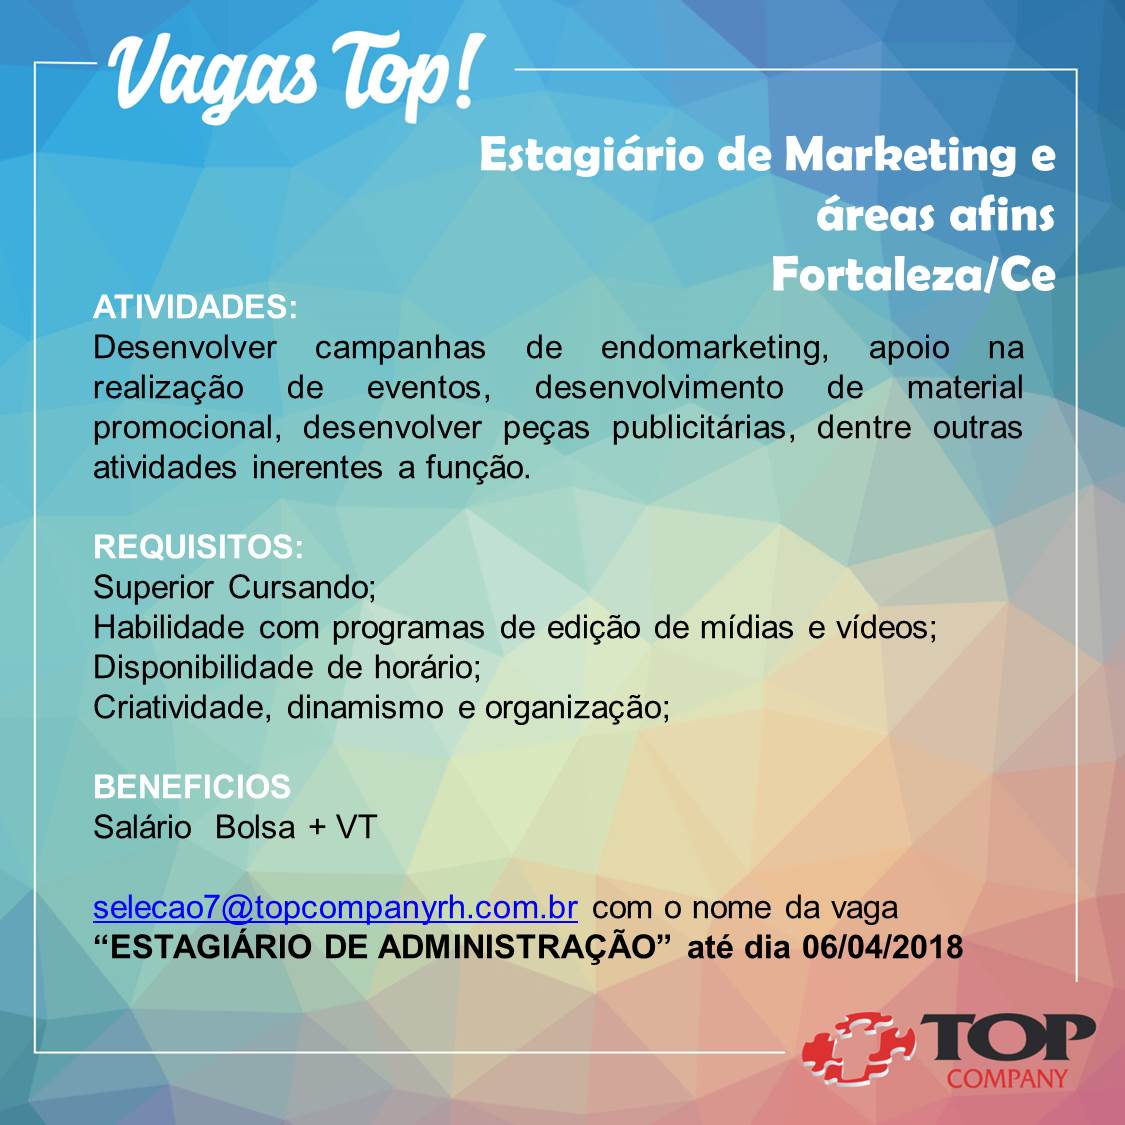 Vagas Top!
Estagiário de Marketing e
áreas afins
Fortaleza/Ce
ATIVIDADES:
Desenvolver campanhas de endomarketing, apoio na
realização de eventos, desenvolvimento de material
promocional, desenvolver peças publicitárias, dentre outras
atividades inerentes a função.
REQUISITOS:
Superior Cursando;
Habilidade com programas de edição de mídias e vídeos;
Disponibilidade de horário;
Criatividade, dinamismo e organização;
BENEFICIOS
Salário Bolsa + VT
selecao7@topcompanyrh.com.br com o nome da vaga
“ESTAGIÁRIO DE ADMINISTRAÇÃO” até dia 06/04/2018
TOP
COMPANY